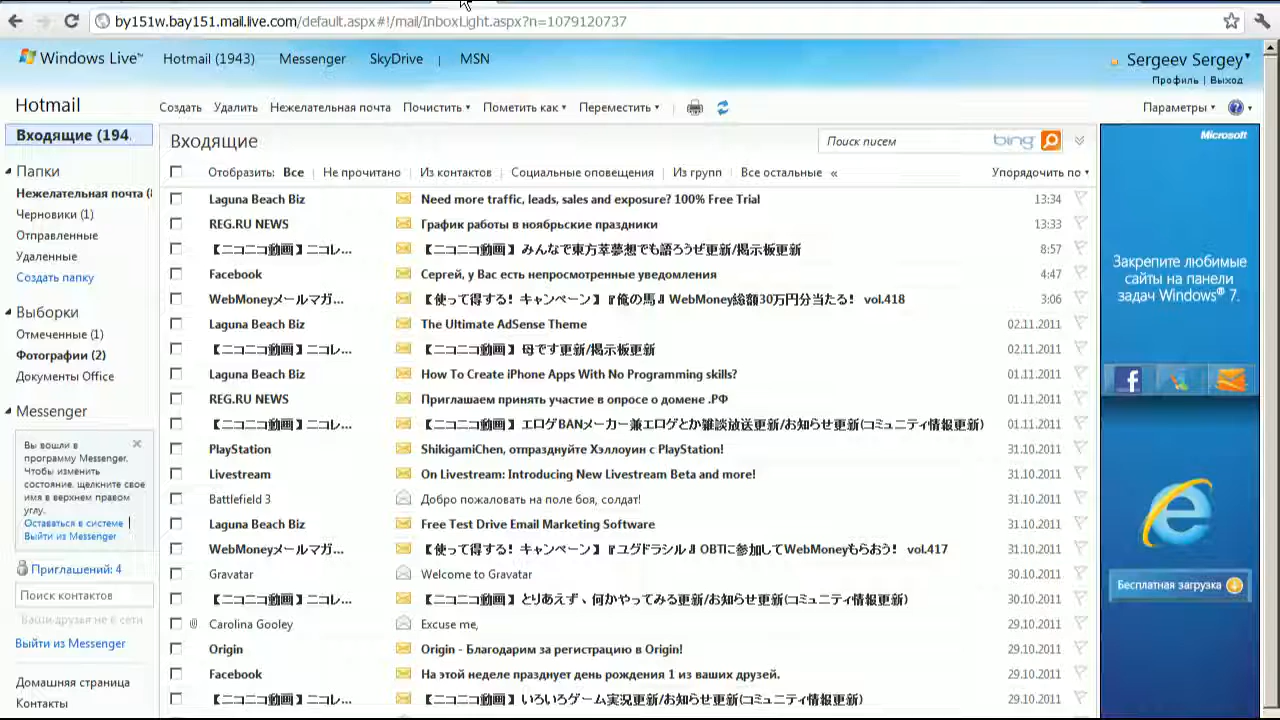 by151w.bay151.mail.live.com/default.aspx#!/mail/InboxLight.aspx?n=1079120737
Windows Live™ Hotmail (1943) Messenger SkyDrive | MSN Sergeev Sergey
Профиль | Выход
Hotmail Создать Удалить Нежелательная почта Почистить Пометить как Переместить Параметры
Входящие (194
Входящие Поиск писем bing
Отобразить: Все Не прочитано Из контактов Социальные оповещения Из групп Все остальные « Упорядочить по
Папки
Нежелательная почта (
Черновики (1)
Отправленные
Удаленные
Создать папку
Выборки
Отмеченные (1)
Фотографии (2)
Документы Office
Messenger
Вы вошли в
программу Messenger.
Чтобы изменить
состояние, щелкните свое
имя в верхнем правом
углу.
Оставаться в системе |
Выйти из Messenger
Приглашений: 4
Поиск контактов
Ваши друзья не в сети
Выйти из Messenger
Домашняя страница
Контакты
Laguna Beach Biz Need more traffic, leads, sales and exposure? 100% Free Trial 13:34
REG.RU NEWS График работы в ноябрьские праздники 13:33
【ニコニコ動画】ニコレ... 【ニコニコ動画】みんなで東方萃夢想でも語ろうぜ更新/掲示板更新 8:57
Facebook Сергей, у Вас есть непросмотренные уведомления 4:47
WebMoneyメールマガ... 【使って得する！キャンペーン】『俺の馬』WebMoney総額30万円分当たる！ vol.418 3:06
Laguna Beach Biz The Ultimate AdSense Theme 02.11.2011
【ニコニコ動画】ニコレ... 【ニコニコ動画】母です更新/掲示板更新 02.11.2011
Laguna Beach Biz How To Create iPhone Apps With No Programming skills? 01.11.2011
REG.RU NEWS Приглашаем принять участие в опросе о домене .РФ 01.11.2011
【ニコニコ動画】ニコレ... 【ニコニコ動画】エロゲBANメーカー兼エロゲとか雑談放送更新/お知らせ更新(コミュニティ情報更新) 01.11.2011
PlayStation ShikigamiChen, отпразднуйте Хэллоуин с PlayStation! 31.10.2011
Livestream On Livestream: Introducing New Livestream Beta and more! 31.10.2011
Battlefield 3 Добро пожаловать на поле боя, солдат! 31.10.2011
Laguna Beach Biz Free Test Drive Email Marketing Software 31.10.2011
WebMoneyメールマガ... 【使って得する！キャンペーン】『ユグドラシル』OBTに参加してWebMoneyもらおう！ vol.417 31.10.2011
Gravatar Welcome to Gravatar 30.10.2011
【ニコニコ動画】ニコレ... 【ニコニコ動画】とりあえず、何かやってみる更新/お知らせ更新(コミュニティ情報更新) 30.10.2011
Carolina Gooley Excuse me, 29.10.2011
Origin Origin - Благодарим за регистрацию в Origin! 29.10.2011
Facebook На этой неделе празднует день рождения 1 из ваших друзей. 29.10.2011
【ニコニコ動画】ニコレ... 【ニコニコ動画】いろいろゲーム実況更新/お知らせ更新(コミュニティ情報更新) 29.10.2011
Microsoft
Закрепите любимые
сайты на панели
задач Windows® 7.
Бесплатная загрузка